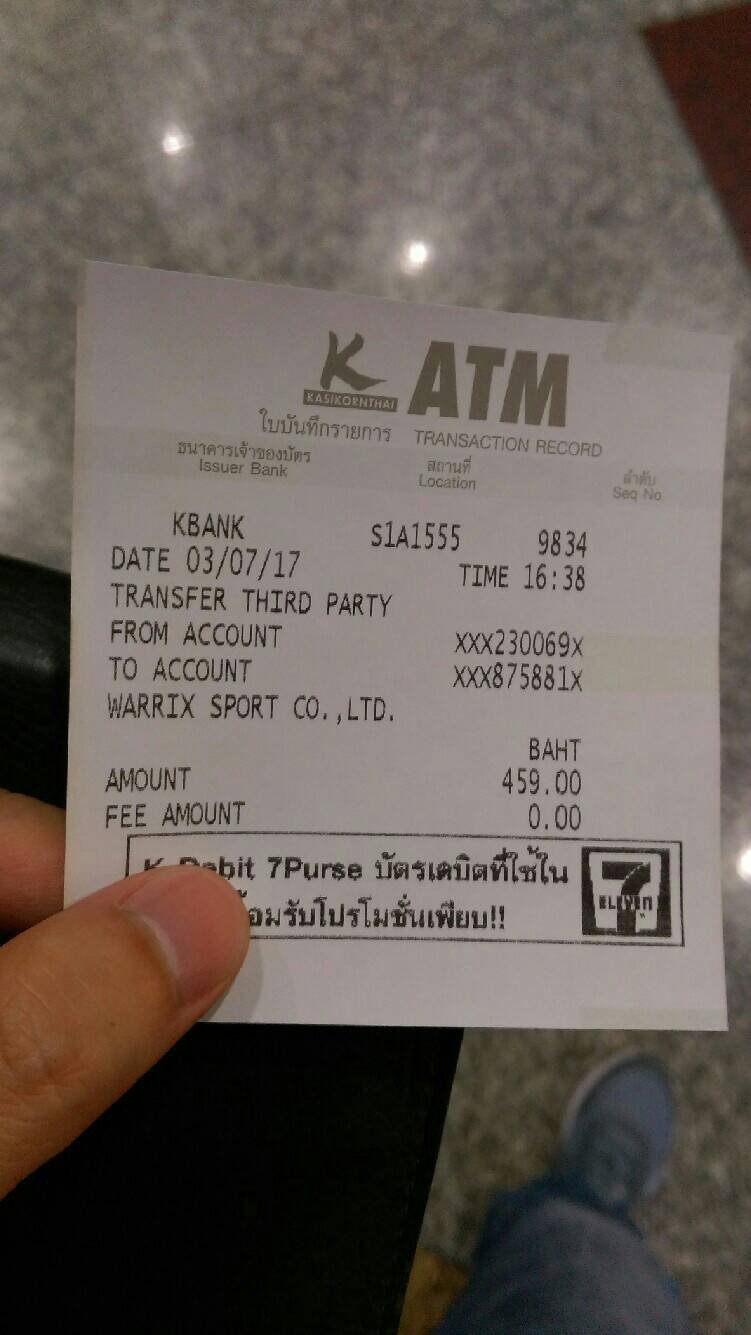 K ATM
KASIKORNTHAI
ใบบันทึกรายการ TRANSACTION RECORD
ธนาคารเจ้าของบัตร สถานที่ ลำดับ
Issuer Bank Location Seq No
KBANK S1A1555 9834
DATE 03/07/17 TIME 16:38
TRANSFER THIRD PARTY
FROM ACCOUNT XXX230069X
TO ACCOUNT XXX875881X
WARRIX SPORT CO.,LTD.
BAHT
AMOUNT 459.00
FEE AMOUNT 0.00
K-Debit 7Purse บัตรเดบิตที่ใช้ใน 7
ELEVEn
รับโปรโมชั่นเพียบ!!